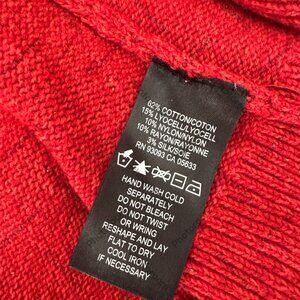 62% COTTON/COTON
15% LYOCELL/LYOCELL
10% NYLON/NYLON
10% RAYON/RAYONNE
3% SILK/SOIE
RN 93093 CA 05633
HAND WASH COLD
SEPARATELY
DO NOT BLEACH
DO NOT TWIST
OR WRING
RESHAPE AND LAY
FLAT TO DRY
COOL IRON
IF NECESSARY